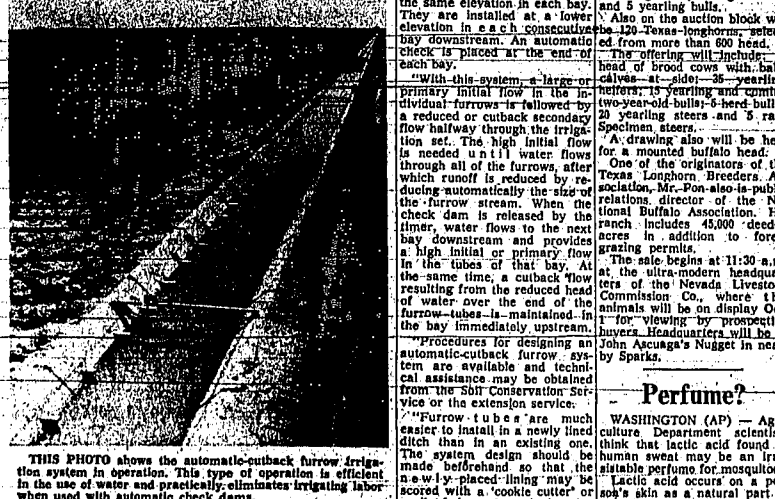 THIS PHOTO shows the automatic-cutback furrow irriga-
tion system in operation. This type of operation is efficient
in the use of water and practically eliminates irrigating labor
when used with automatic check dams.
the same elevation in each bay.
They are installed at a lower
elevation in each consecutive
bay downstream. An automatic
check is placed at the end of
each bay.
"With this system, a large or
primary initial flow in the in-
dividual furrows is followed by
a reduced or cutback secondary
flow halfway through the irriga-
tion set. The high initial flow
is needed until water flows
through all of the furrows, after
which runoff is reduced by re-
ducing automatically the size of
the furrow stream. When the
check dam is released by the
timer, water flows to the next
bay downstream and provides
a high initial or primary flow
in the tubes of that bay. At
the same time, a cutback flow
resulting from the reduced head
of water over the end of the
furrow tubes is maintained in
the bay immediately upstream.
"Procedures for designing an
automatic-cutback furrow sys-
tem are available and techni-
cal assistance may be obtained
from the Soil Conservation Ser-
vice or the extension service.
"Furrow tubes are much
easier to install in a newly lined
ditch than in an existing one.
The system design should be
made beforehand so that the
newly-placed lining may be
scored with a 'cookie cutter' or
and 5 yearling bulls.
Also on the auction block
be 120 Texas longhorns, selec
ed from more than 600 head.
The offering will include:
head of brood cows with
calves at side; 35 yearli
heifers; 15 yearling and
two-year-old bulls; 5 herd bull
20 yearling steers and 5
Specimen steers.
A drawing also will be he
for a mounted buffalo head.
One of the originators of t
Texas Longhorn Breeders A
sociation, Mr. Pon also is pub
relations director of the N
tional Buffalo Association.
ranch includes 45,000 deed
acres in addition to fore
grazing permits.
The sale begins at 11:30 a.
at the ultra-modern headqua
ters of the Nevada Livesto
Commission Co., where t
animals will be on display O
1 for viewing by prospecti
buyers. Headquarters will be
John Ascuaga's Nugget in nea
by Sparks.
Perfume?
WASHINGTON (AP) — Ag
culture Department scienti
think that lactic acid found
human sweat may be an ir
sistable perfume for mosquito
Lactic acid occurs on a p
son's skin as a natural par